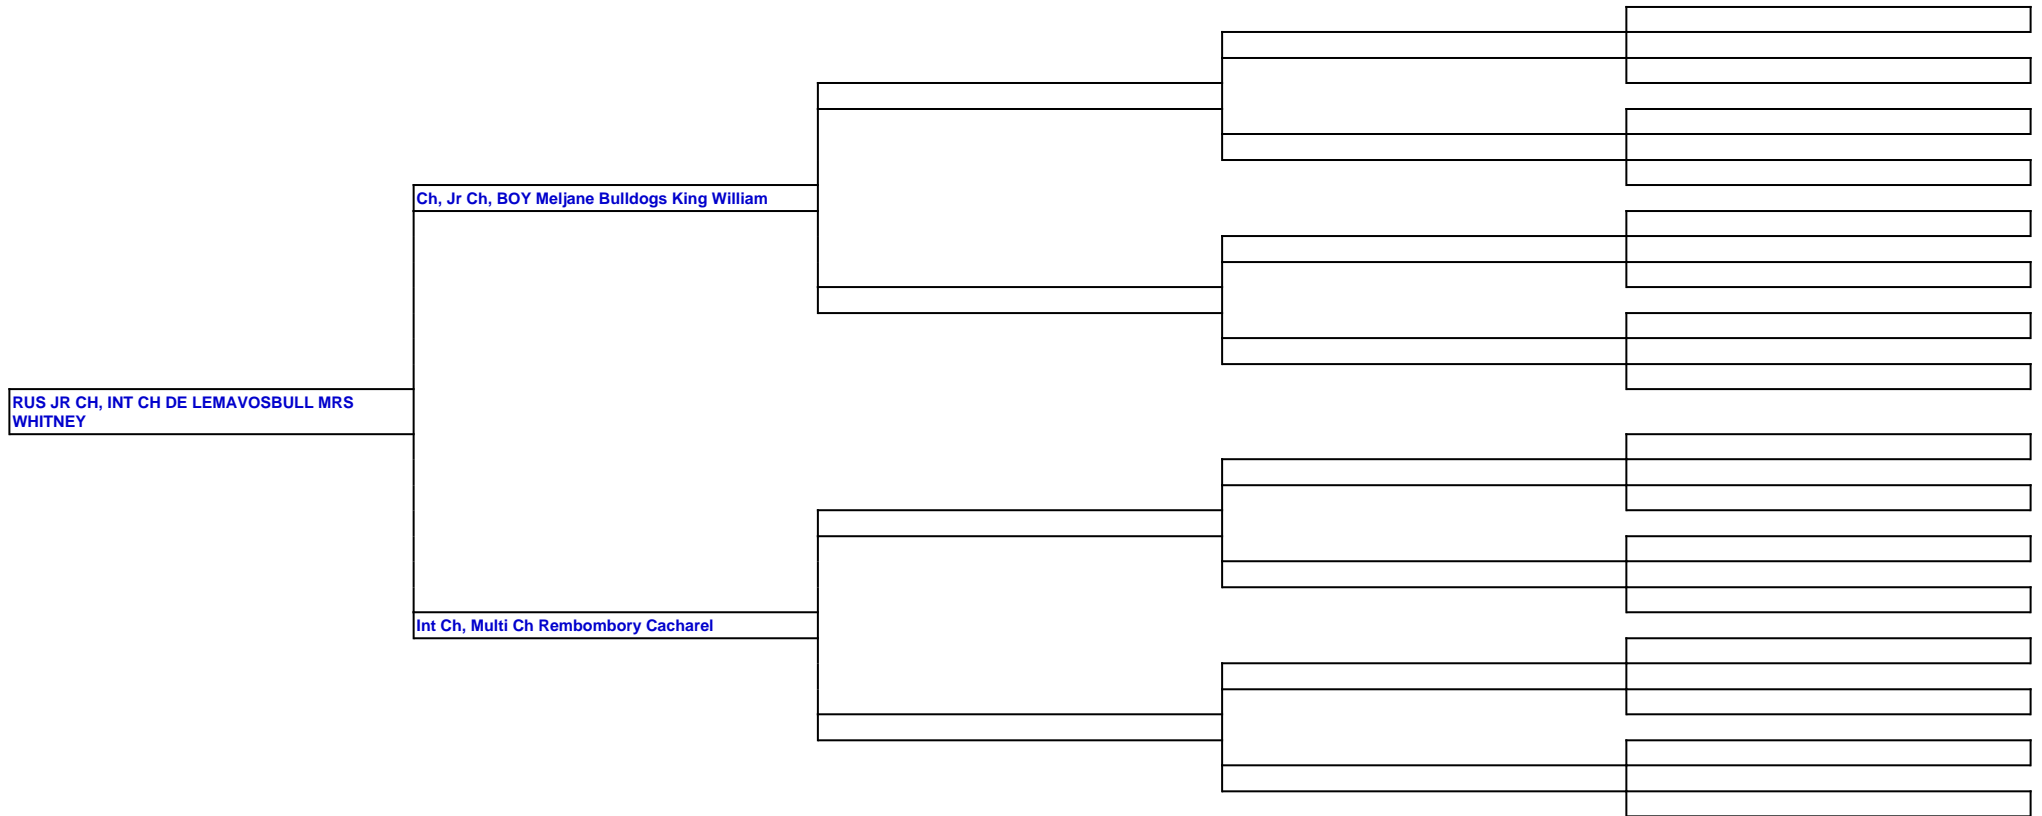 Ch, Jr Ch, BOY Meljane Bulldogs King William
RUS JR CH, INT CH DE LEMAVOSBULL MRS
WHITNEY
Int Ch, Multi Ch Rembombory Cacharel